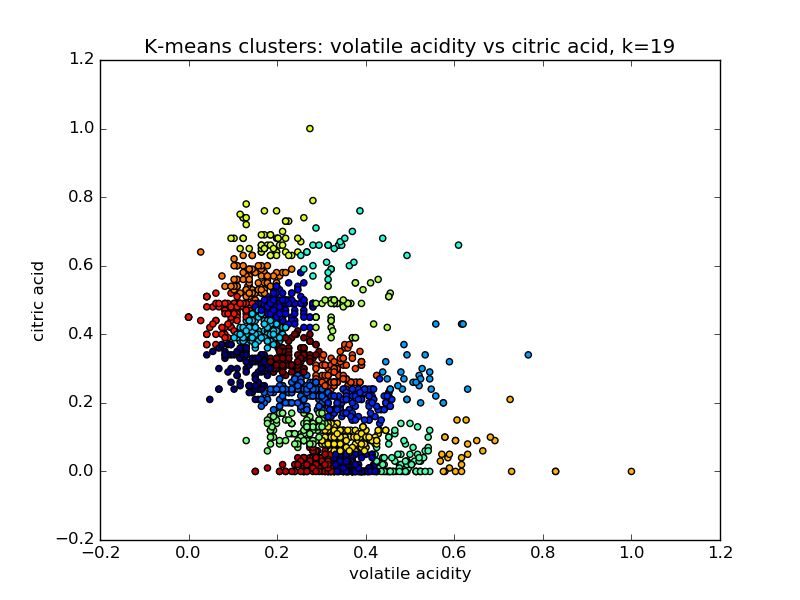 K-means clusters: volatile acidity vs citric acid, k=19
1.2
1.0
0.8
0.6
0.4
0.2
0.0
−0.2
citric acid
−0.2 0.0 0.2 0.4 0.6 0.8 1.0 1.2
volatile acidity